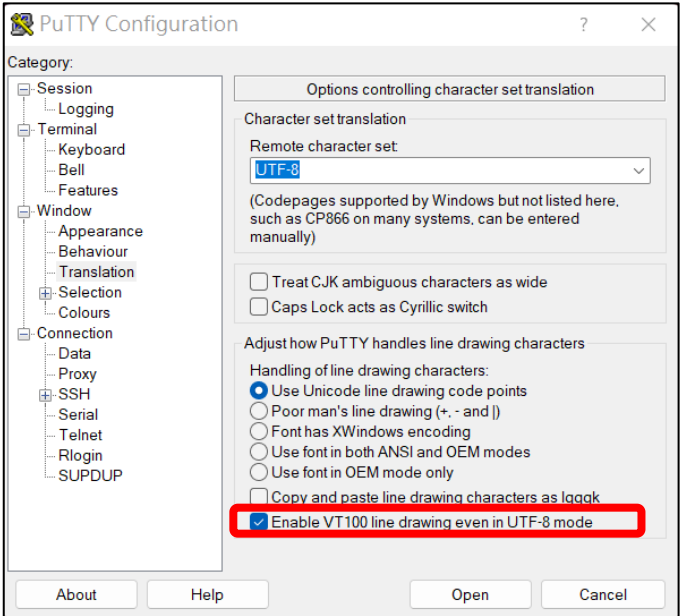 PuTTY Configuration
Category:
Session
Logging
Terminal
Keyboard
Bell
Features
Window
Appearance
Behaviour
Translation
Selection
Colours
Connection
Data
Proxy
SSH
Serial
Telnet
Rlogin
SUPDUP
Options controlling character set translation
Character set translation
Remote character set:
UTF-8
(Codepages supported by Windows but not listed here,
such as CP866 on many systems, can be entered
manually)
Treat CJK ambiguous characters as wide
Caps Lock acts as Cyrillic switch
Adjust how PuTTY handles line drawing characters
Handling of line drawing characters:
Use Unicode line drawing code points
Poor man's line drawing (+, - and |)
Font has XWindows encoding
Use font in both ANSI and OEM modes
Use font in OEM mode only
Copy and paste line drawing characters as lqqqk
Enable VT100 line drawing even in UTF-8 mode
About
Help
Open
Cancel